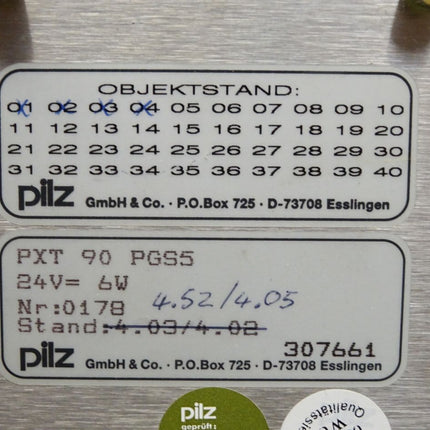 OBJEKTSTAND:
01 02 03 04 05 06 07 08 09 10
11 12 13 14 15 16 17 18 19 20
21 22 23 24 25 26 27 28 29 30
31 32 33 34 35 36 37 38 39 40
pilz GmbH & Co. · P.O.Box 725 · D-73708 Esslingen
PXT 90 PGS5
24V= 6W
Nr:0178 4.52/4.05
Stand:4.03/4.02
307661
pilz GmbH & Co. · P.O.Box 725 · D-73708 Esslingen
pilz
geprüft: